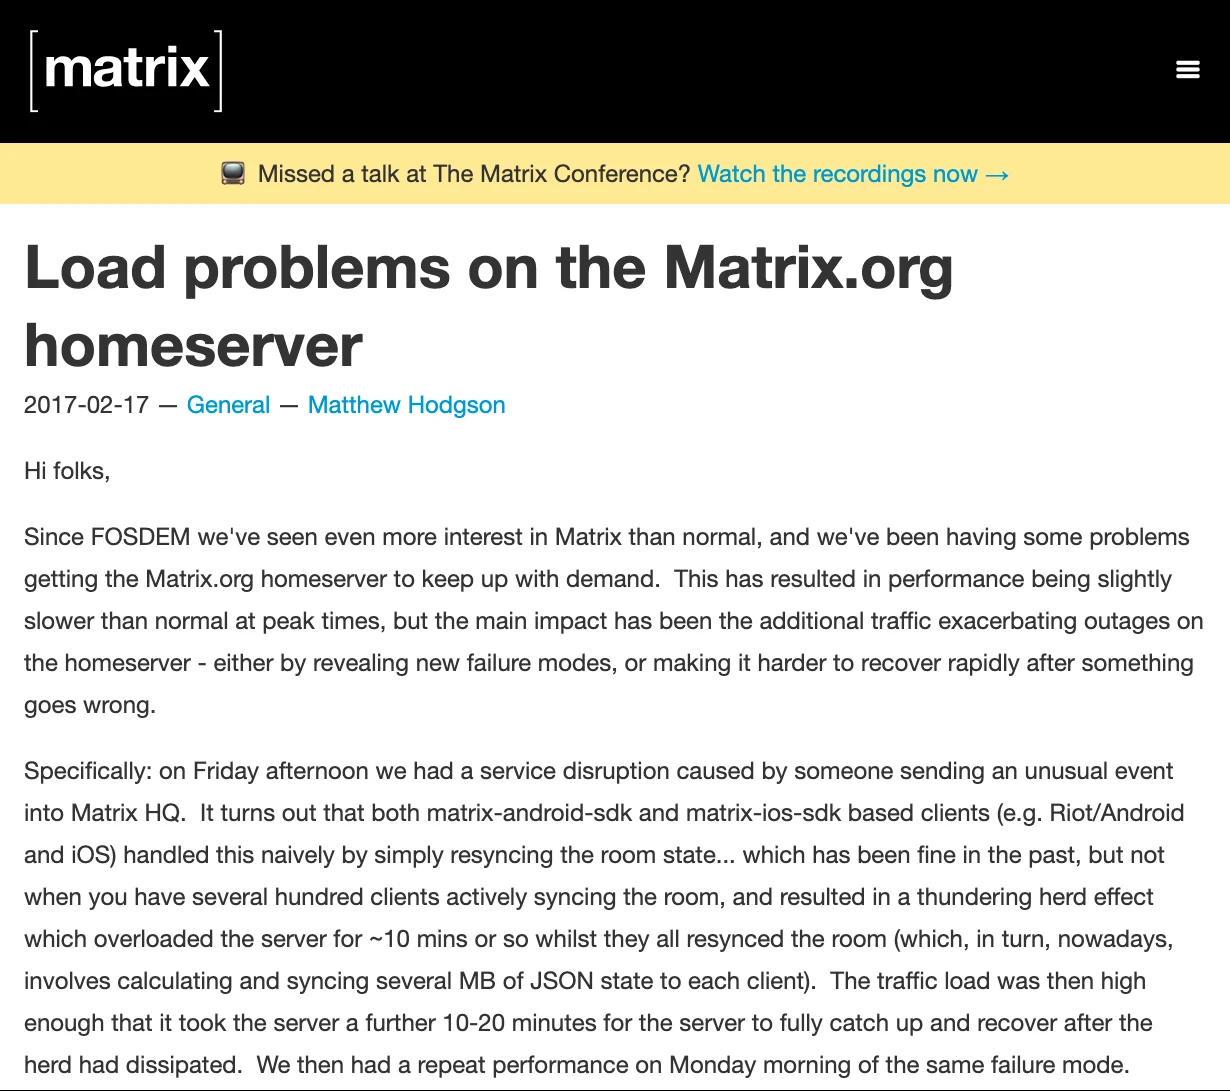 [matrix]
Missed a talk at The Matrix Conference? Watch the recordings now →
Load problems on the Matrix.org
homeserver
2017-02-17 — General — Matthew Hodgson
Hi folks,
Since FOSDEM we've seen even more interest in Matrix than normal, and we've been having some problems
getting the Matrix.org homeserver to keep up with demand.  This has resulted in performance being slightly
slower than normal at peak times, but the main impact has been the additional traffic exacerbating outages on
the homeserver - either by revealing new failure modes, or making it harder to recover rapidly after something
goes wrong.
Specifically: on Friday afternoon we had a service disruption caused by someone sending an unusual event
into Matrix HQ.  It turns out that both matrix-android-sdk and matrix-ios-sdk based clients (e.g. Riot/Android
and iOS) handled this naively by simply resyncing the room state... which has been fine in the past, but not
when you have several hundred clients actively syncing the room, and resulted in a thundering herd effect
which overloaded the server for ~10 mins or so whilst they all resynced the room (which, in turn, nowadays,
involves calculating and syncing several MB of JSON state to each client).  The traffic load was then high
enough that it took the server a further 10-20 minutes for the server to fully catch up and recover after the
herd had dissipated.  We then had a repeat performance on Monday morning of the same failure mode.